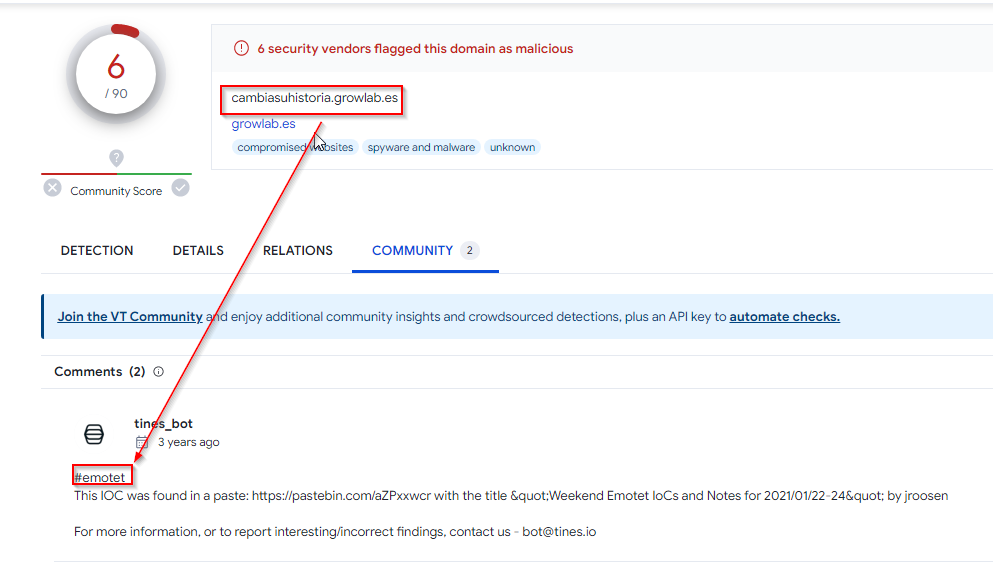 6
/ 90
Community Score
6 security vendors flagged this domain as malicious
cambiasuhistoria.growlab.es
growlab.es
compromised websites spyware and malware unknown
DETECTION DETAILS RELATIONS COMMUNITY 2
Join the VT Community and enjoy additional community insights and crowdsourced detections, plus an API key to automate checks.
Comments (2)
tines_bot
3 years ago
#emotet
This IOC was found in a paste: https://pastebin.com/aZPxxwcr with the title &quot;Weekend Emotet IoCs and Notes for 2021/01/22-24&quot; by jroosen
For more information, or to report interesting/incorrect findings, contact us - bot@tines.io